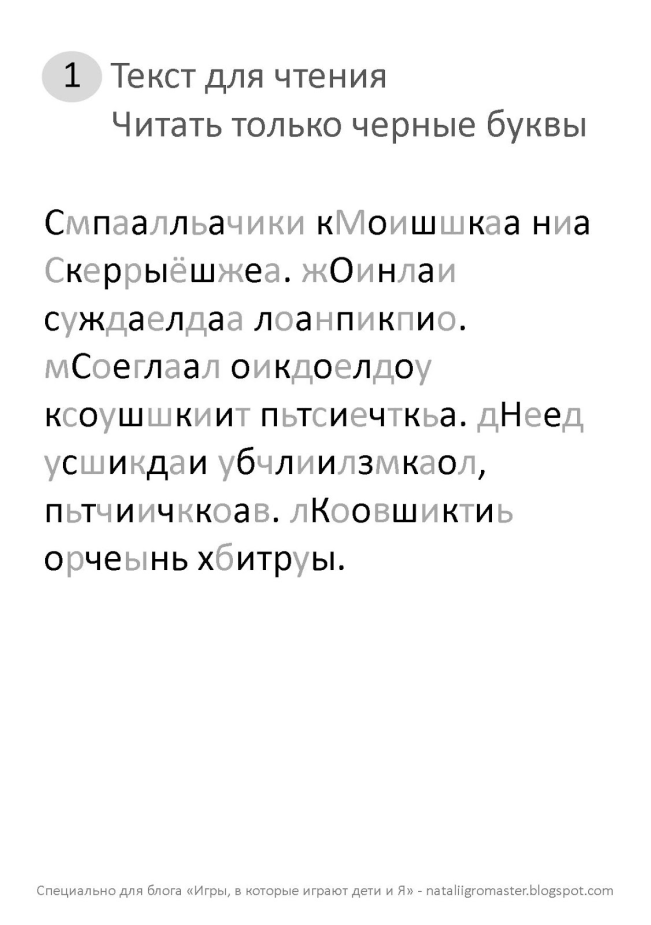 1 Текст для чтения
Читать только черные буквы
Смпаалльачики кМоишшкаа ниа
Скеррыёшжеа. жОинлаи
суждаелдаа лоанпикпио.
мСоеглаал оикдоелдоу
ксоушшкиит пьтсиечткьа. дНеед
усшикдаи убчлиилзмкаол,
пьтчиичккоав. лКоовшиктиь
орчеынь хбитруы.
Специально для блога «Игры, в которые играют дети и Я» - nataliigromaster.blogspot.com